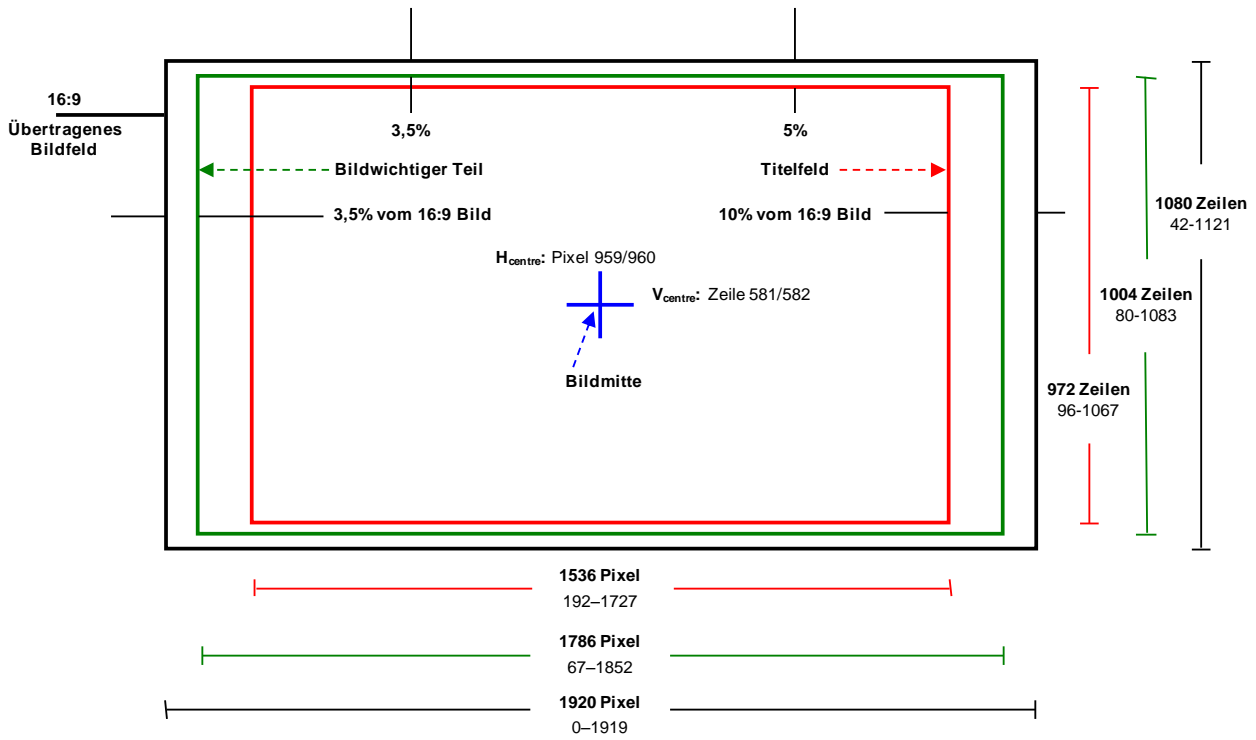 16:9
Übertragenes
Bildfeld
3,5%
5%
Bildwichtiger Teil
Titelfeld
3,5% vom 16:9 Bild
10% vom 16:9 Bild
Hcentre: Pixel 959/960
Vcentre: Zeile 581/582
Bildmitte
1080 Zeilen
42-1121
1004 Zeilen
80-1083
972 Zeilen
96-1067
1536 Pixel
192–1727
1786 Pixel
67–1852
1920 Pixel
0–1919